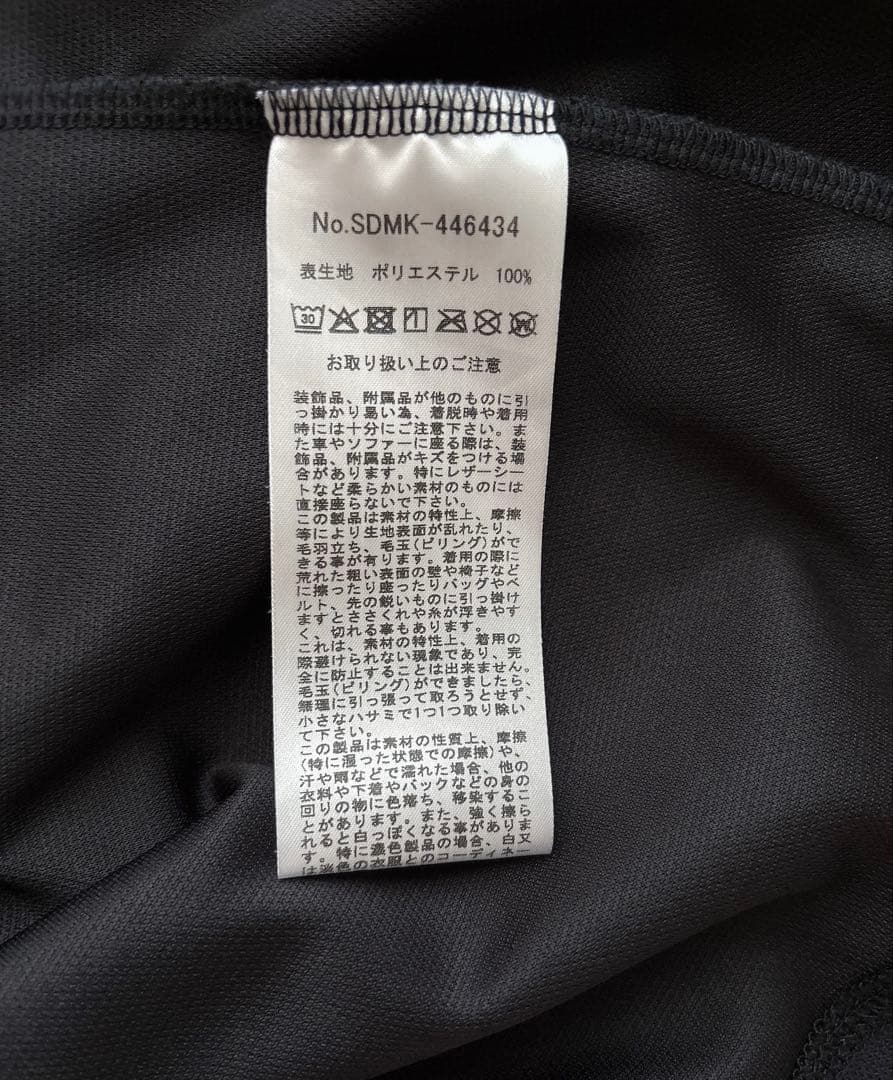 No.SDMK-446434
表生地 ポリエステル 100%
30
お取り扱い上のご注意
装飾品、附属品が他のものに引
っ掛かり易い為、着脱時や着用
時には十分にご注意下さい。ま
た車やソファーに座る際は、装
飾品、附属品がキズをつける場
合があります。特にレザーシー
トなど柔らかい素材のものには
直接座らないで下さい。
この製品は素材の特性上、摩擦
等により生地表面が乱れたり、
毛羽立ち、毛玉(ピリング)がで
きる事が有ります。着用の際に
荒れた粗い表面の壁や椅子など
に擦ったり座ったりバッグやベ
ルト、先の鋭いものに引っ掛け
ますとささくれや糸が浮きやす
く、切れる事もあります。
これは、素材の特性上、着用の
際避けられない現象であり、完
全に防止することは出来ません。
毛玉(ピリング)ができましたら、
無理に引っ張って取ろうとせず、
小さなハサミで1つ1つ取り除い
て下さい。
この製品は素材の性質上、摩擦
(特に湿った状態での摩擦)や、
汗や雨などで濡れた場合、他の
衣料や下着やバックなどの身の
回りの物に色落ち、移染するこ
とがあります。また、強く擦ら
れると白っぽくなる事がありま
す。特に濃色製品の場合、白又
は淡色の衣服とのコーディネー